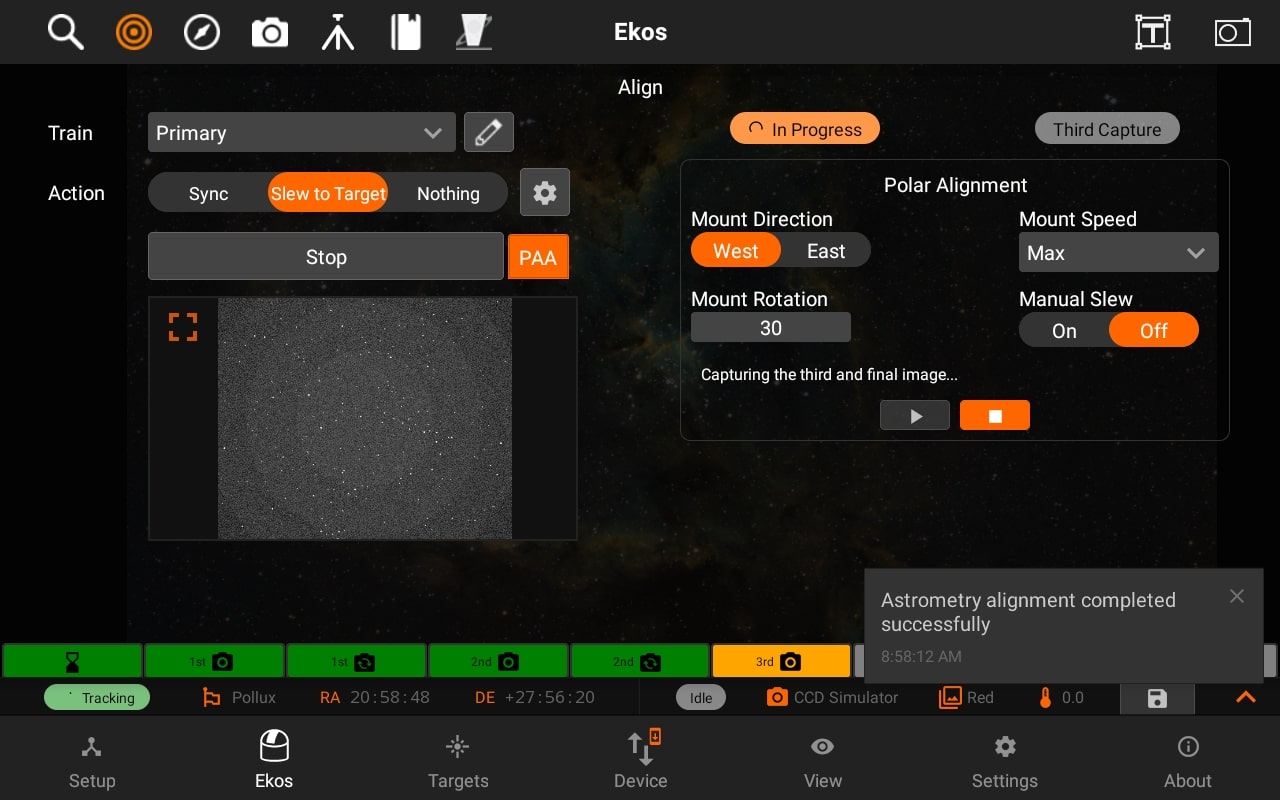 Ekos
Align
Train
Primary
In Progress
Third Capture
Action
Sync
Slew to Target
Nothing
Stop
PAA
Polar Alignment
Mount Direction
Mount Speed
West
East
Max
Mount Rotation
Manual Slew
30
On
Off
Capturing the third and final image...
Astrometry alignment completed
successfully
8:58:12 AM
1st
1st
2nd
2nd
3rd
Tracking
Pollux
RA 20:58:48
DE +27:56:20
Idle
CCD Simulator
Red
0.0
Setup
Ekos
Targets
Device
View
Settings
About